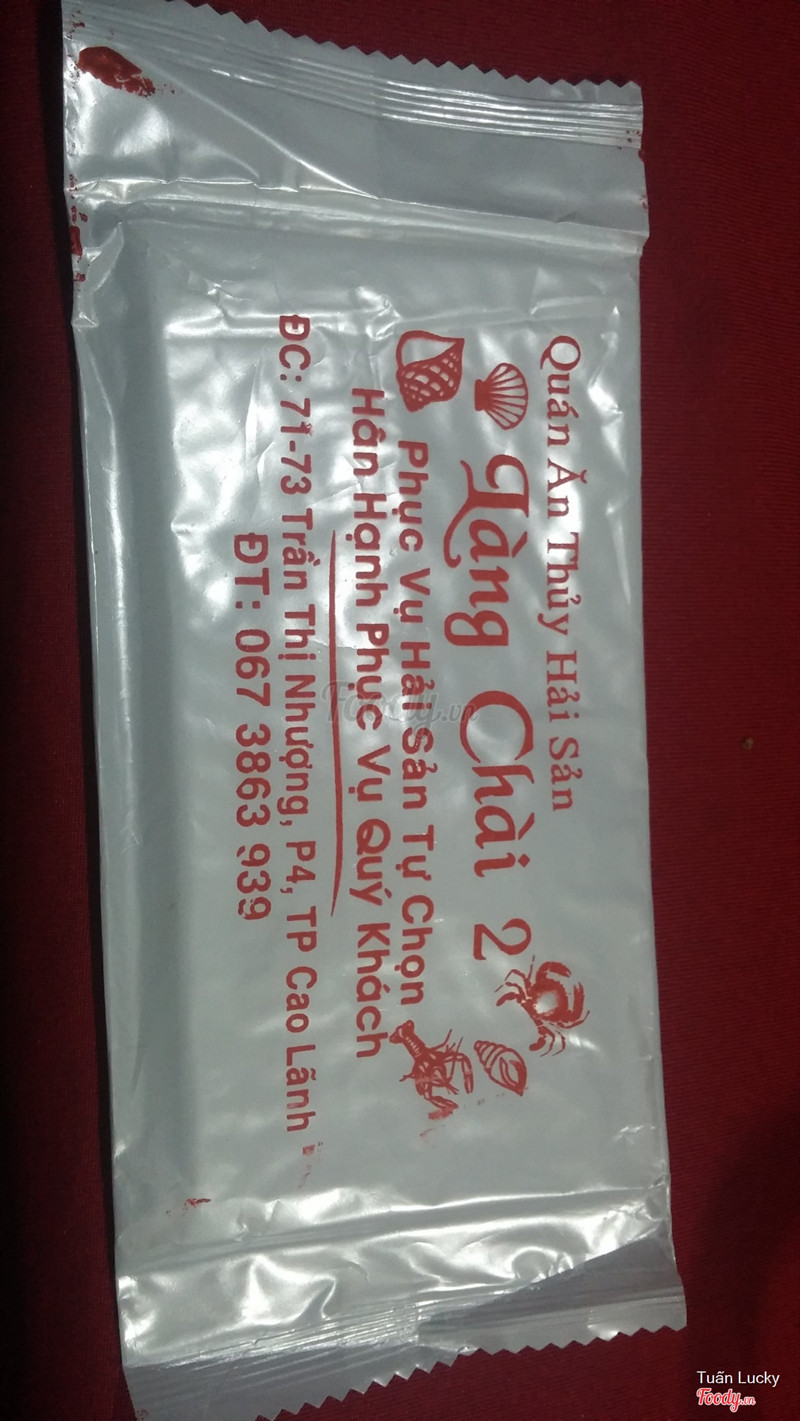 Quán Ăn Thủy Hải Sản
Làng Chài 2
Phục Vụ Hải Sản Tự Chọn
Hân Hạnh Phục Vụ Quý Khách
ĐC: 71-73 Trần Thị Nhượng, P4, TP Cao Lãnh
ĐT: 067 3863 939
Foody.vn
Tuấn Lucky
Foody.vn